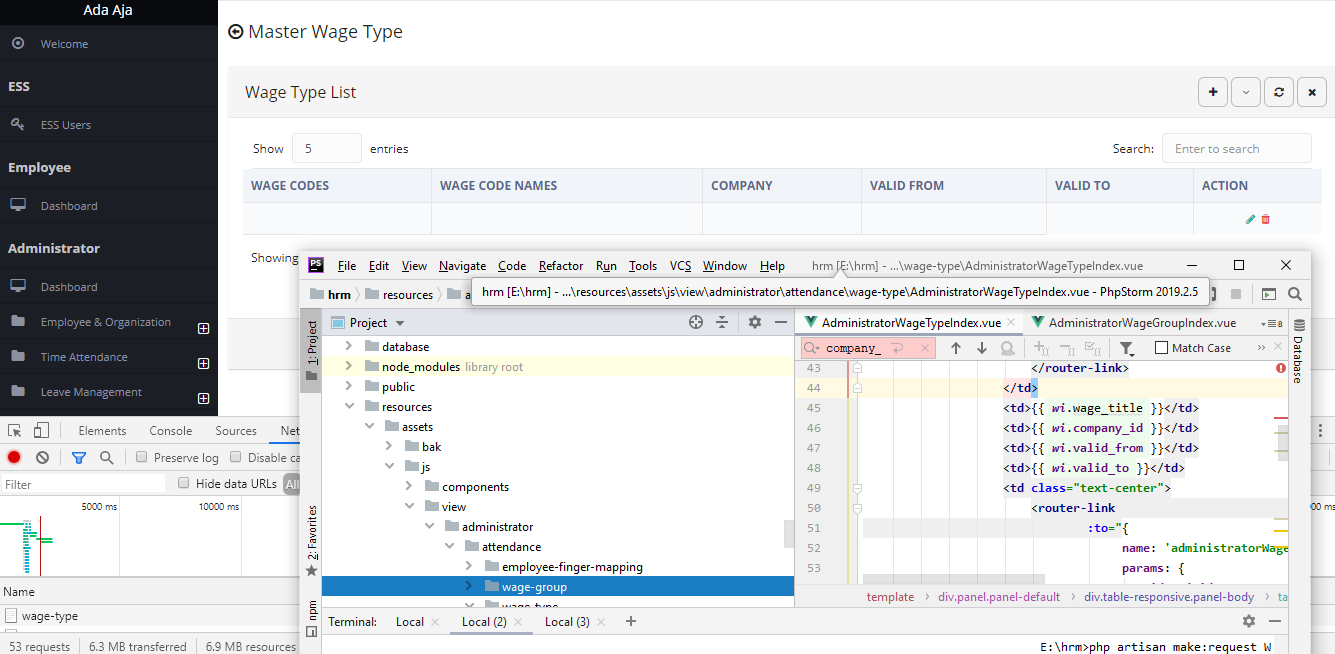 Ada Aja
Welcome
ESS
ESS Users
Employee
Dashboard
Administrator
Dashboard
Employee & Organization
Time Attendance
Leave Management
Master Wage Type
Wage Type List
Show 5 entries
Search: Enter to search
WAGE CODES WAGE CODE NAMES COMPANY VALID FROM VALID TO ACTION
Showing
PS File Edit View Navigate Code Refactor Run Tools VCS Window Help hrm [E:\hrm] - ...\wage-type\AdministratorWageTypeIndex.vue
hrm resources a
hrm [E:\hrm] - ...\resources\assets\js\view\administrator\attendance\wage-type\AdministratorWageTypeIndex.vue - PhpStorm 2019.2.5
1: Project
Project
AdministratorWageTypeIndex.vue AdministratorWageGroupIndex.vue 8
company_ Match Case
Database
database
node_modules library root
public
resources
assets
bak
js
components
view
administrator
attendance
employee-finger-mapping
wage-group
wage-type
43 </router-link>
44 </td>
45 <td>{{ wi.wage_title }}</td>
46 <td>{{ wi.company_id }}</td>
47 <td>{{ wi.valid_from }}</td>
48 <td>{{ wi.valid_to }}</td>
49 <td class="text-center">
50 <router-link
51 :to="{
52 name: 'administratorWage
53 params: {
template div.panel.panel-default div.table-responsive.panel-body ta
2: Favorites
npm
Terminal: Local Local (2) Local (3)
E:\hrm>php artisan make:request W
Elements Console Sources Net
Preserve log Disable ca
Filter Hide data URLs All
5000 ms 10000 ms 00 ms
Name
wage-type
53 requests 6.3 MB transferred 6.9 MB resources